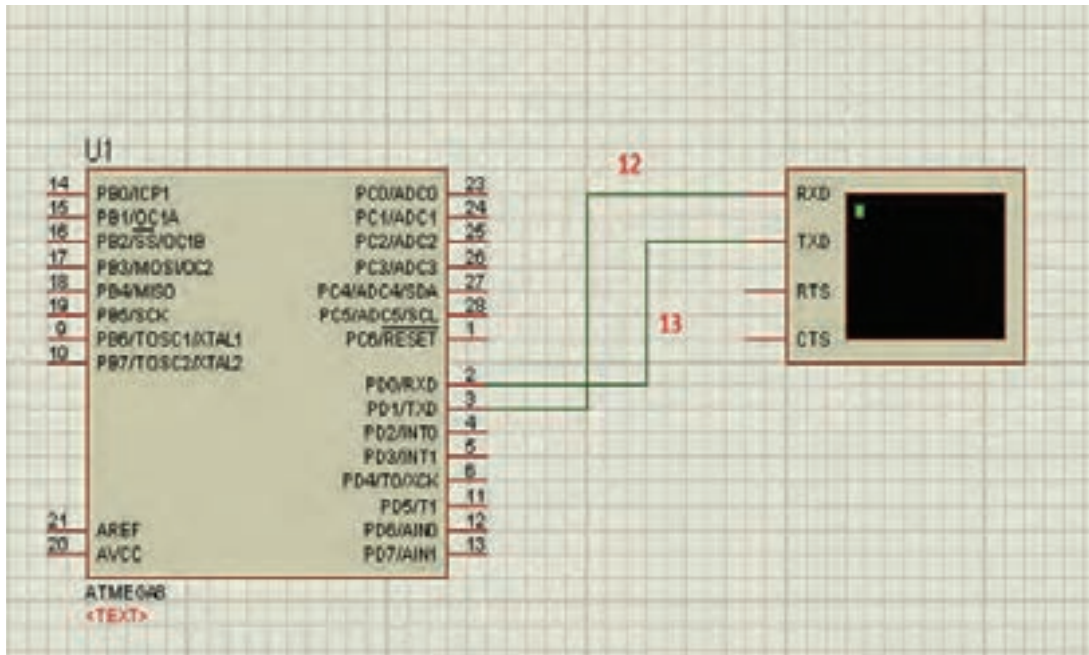 U1
14 PB0/ICP1
15 PB1/OC1A
16 PB2/SS/OC1B
17 PB3/MOSI/OC2
18 PB4/MISO
19 PB5/SCK
9 PB6/TOSC1/XTAL1
10 PB7/TOSC2/XTAL2
21 AREF
20 AVCC
PC0/ADC0 23
PC1/ADC1 24
PC2/ADC2 25
PC3/ADC3 26
PC4/ADC4/SDA 27
PC5/ADC5/SCL 28
PC6/RESET 1
PD0/RXD 2
PD1/TXD 3
PD2/INT0 4
PD3/INT1 5
PD4/T0/XCK 6
PD5/T1 11
PD6/AIN0 12
PD7/AIN1 13
ATMEGA8
<TEXT>
12
13
RXD
TXD
RTS
CTS